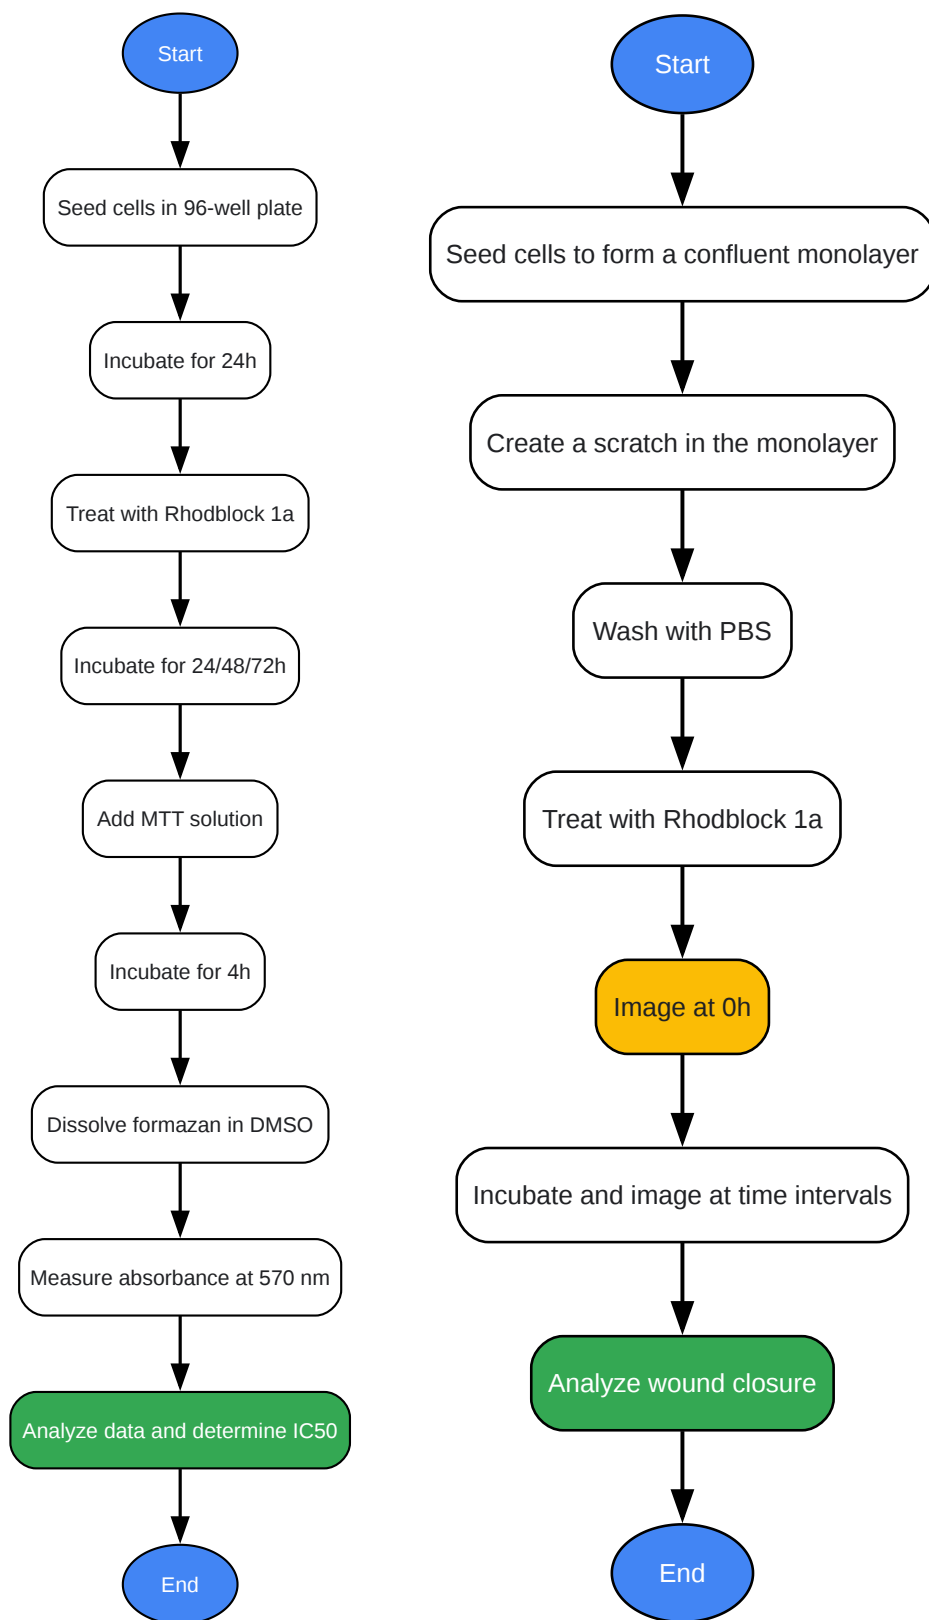 Start
Seed cells in 96-well plate
Incubate for 24h
Treat with Rhodblock 1a
Incubate for 24/48/72h
Add MTT solution
Incubate for 4h
Dissolve formazan in DMSO
Measure absorbance at 570 nm
Analyze data and determine IC50
End
Start
Seed cells to form a confluent monolayer
Create a scratch in the monolayer
Wash with PBS
Treat with Rhodblock 1a
Image at 0h
Incubate and image at time intervals
Analyze wound closure
End